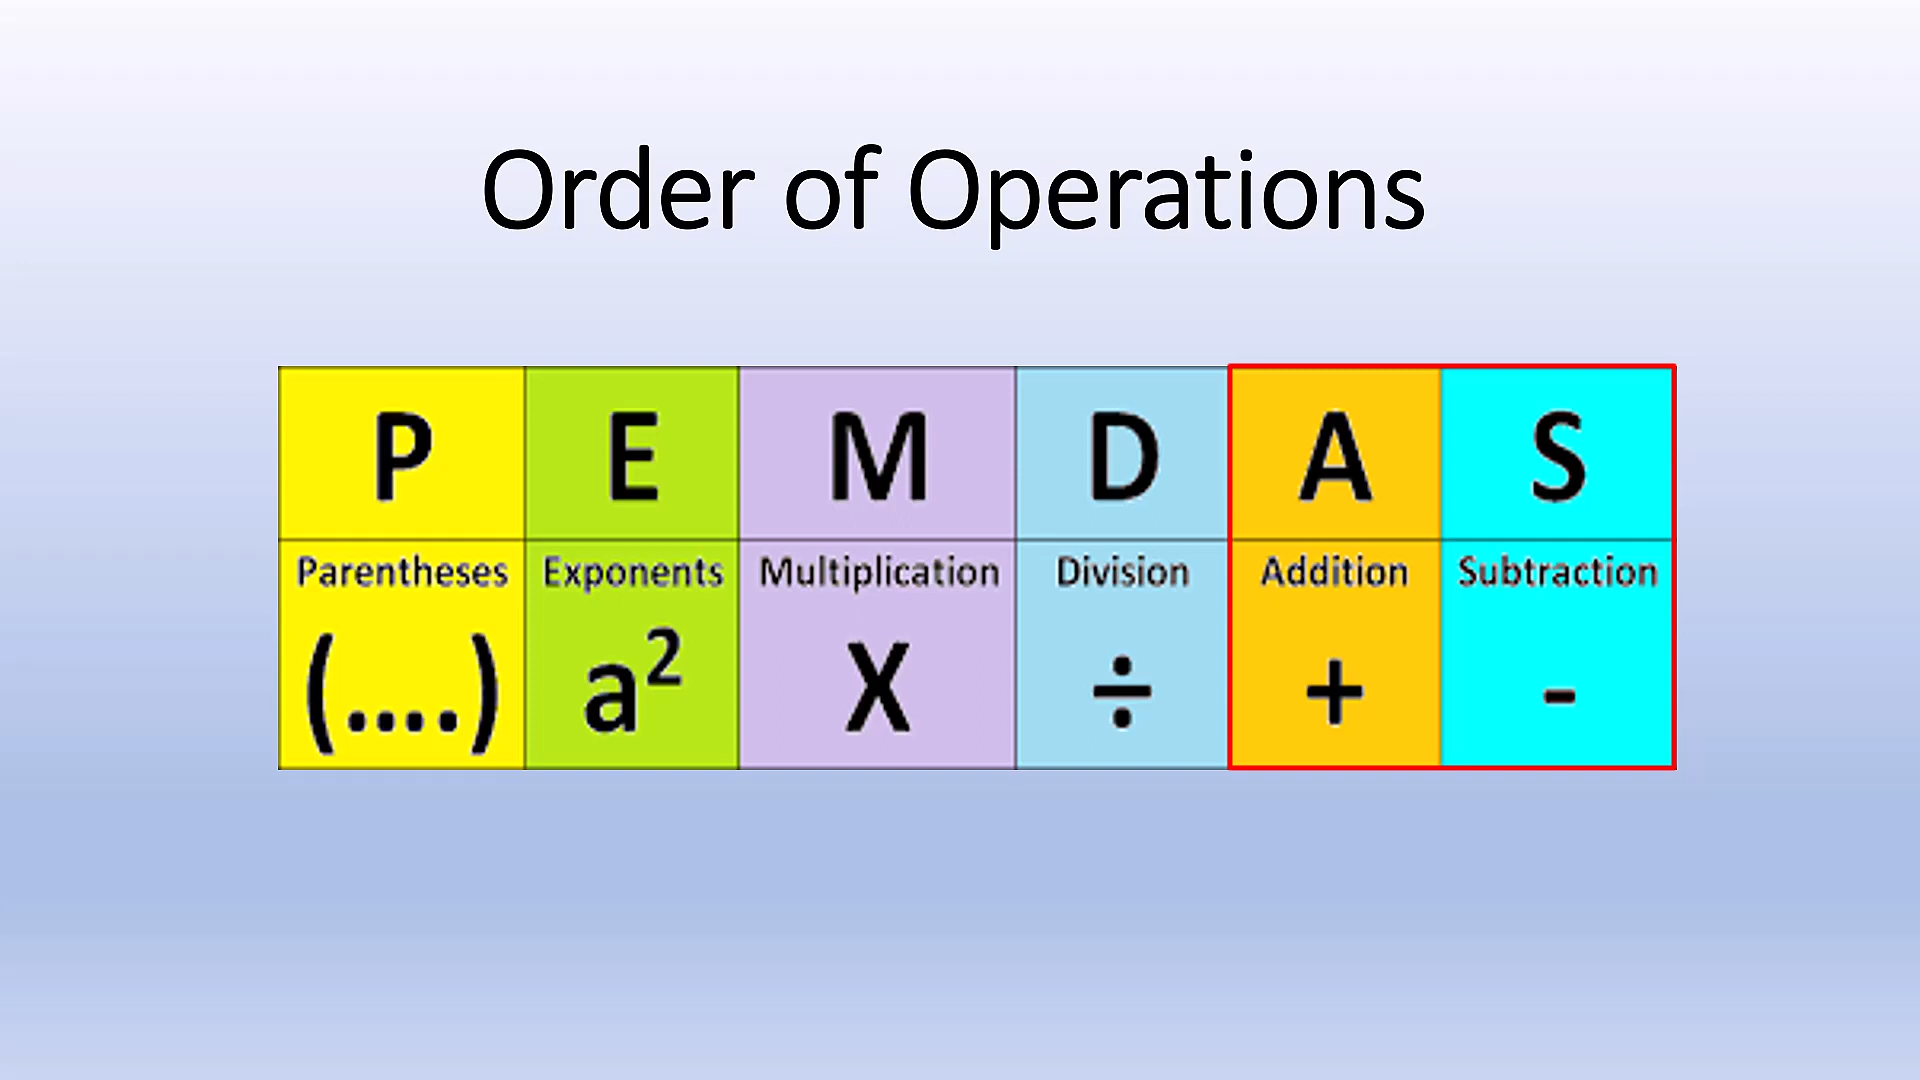 Order of Operations
P E M D A S
Parentheses Exponents Multiplication Division Addition Subtraction
(....) a² X ÷ + -